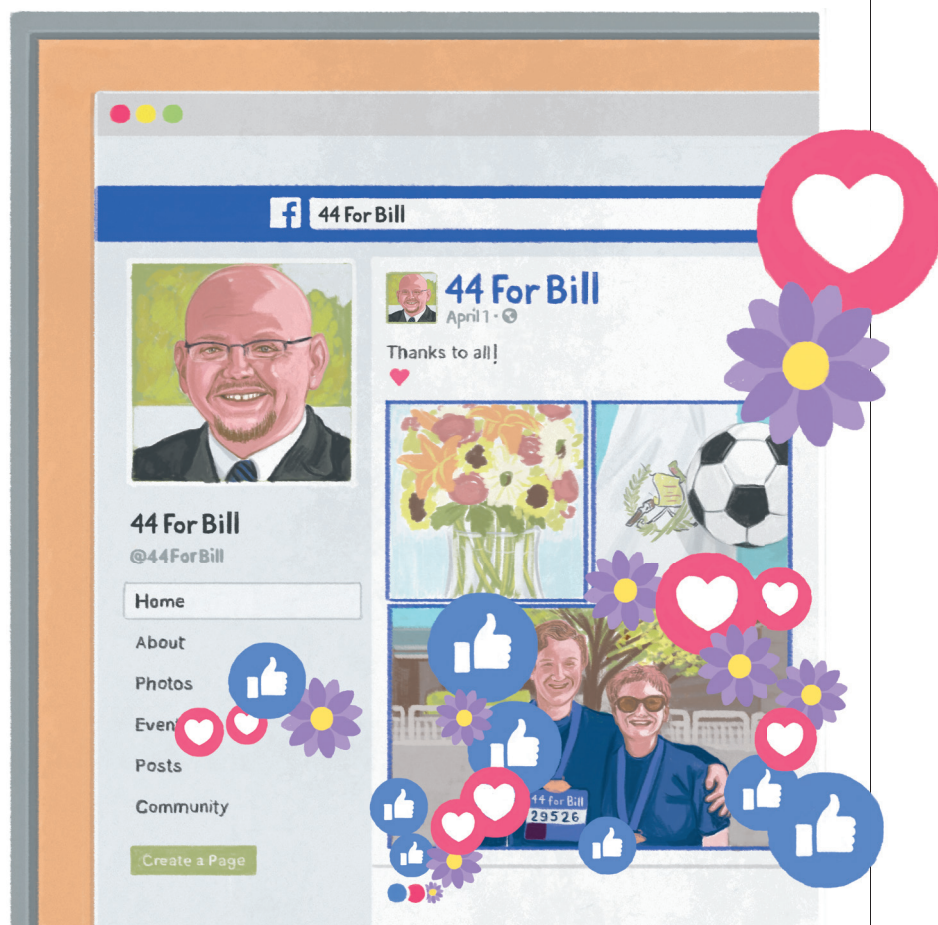 f 44 For Bill
44 For Bill
April 1 ·
Thanks to all!
44 For Bill
@44ForBill
Home
About
Photos
Even
Posts
Community
Create a Page
44 for Bill
29526